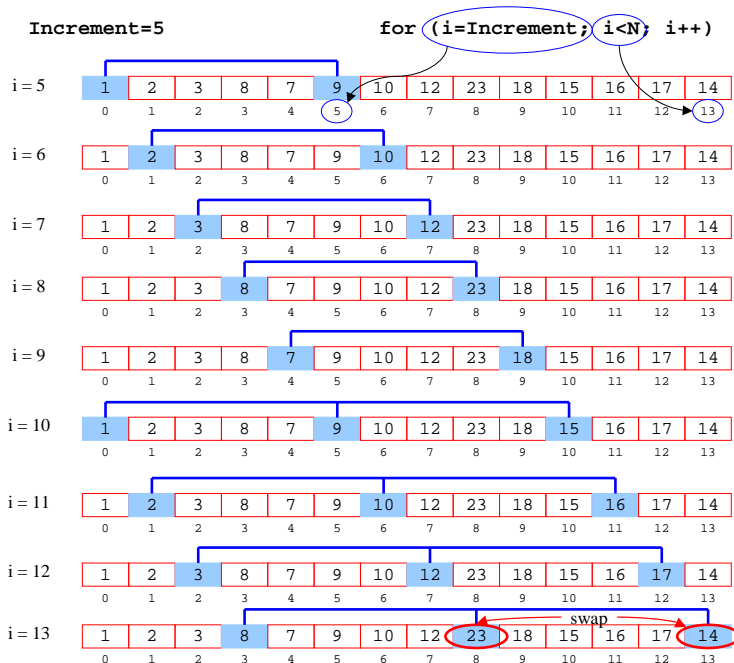 Increment=5 for (i=Increment; i<N; i++)
i = 5 1 2 3 8 7 9 10 12 23 18 15 16 17 14
0 1 2 3 4 5 6 7 8 9 10 11 12 13
i = 6 1 2 3 8 7 9 10 12 23 18 15 16 17 14
0 1 2 3 4 5 6 7 8 9 10 11 12 13
i = 7 1 2 3 8 7 9 10 12 23 18 15 16 17 14
0 1 2 3 4 5 6 7 8 9 10 11 12 13
i = 8 1 2 3 8 7 9 10 12 23 18 15 16 17 14
0 1 2 3 4 5 6 7 8 9 10 11 12 13
i = 9 1 2 3 8 7 9 10 12 23 18 15 16 17 14
0 1 2 3 4 5 6 7 8 9 10 11 12 13
i = 10 1 2 3 8 7 9 10 12 23 18 15 16 17 14
0 1 2 3 4 5 6 7 8 9 10 11 12 13
i = 11 1 2 3 8 7 9 10 12 23 18 15 16 17 14
0 1 2 3 4 5 6 7 8 9 10 11 12 13
i = 12 1 2 3 8 7 9 10 12 23 18 15 16 17 14
0 1 2 3 4 5 6 7 8 9 10 11 12 13
swap
i = 13 1 2 3 8 7 9 10 12 23 18 15 16 17 14
0 1 2 3 4 5 6 7 8 9 10 11 12 13